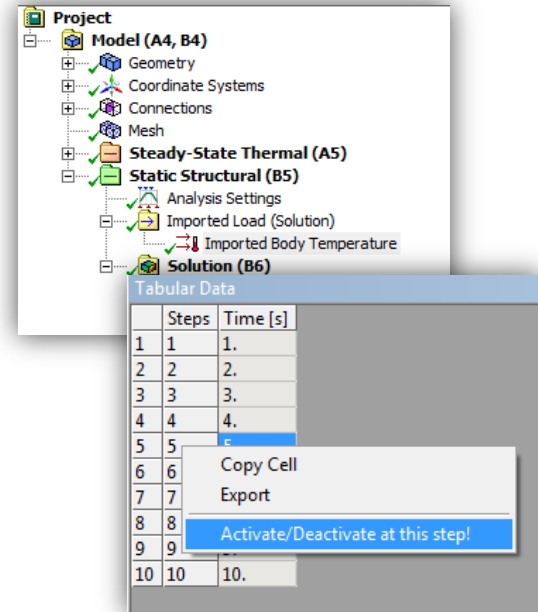 Project
Model (A4, B4)
Geometry
Coordinate Systems
Connections
Mesh
Steady-State Thermal (A5)
Static Structural (B5)
Analysis Settings
Imported Load (Solution)
Imported Body Temperature
Solution (B6)
Tabular Data
Steps Time [s]
1 1 1.
2 2 2.
3 3 3.
4 4 4.
5 5
6 6
7 7
8 8
9 9
10 10 10.
Copy Cell
Export
Activate/Deactivate at this step!